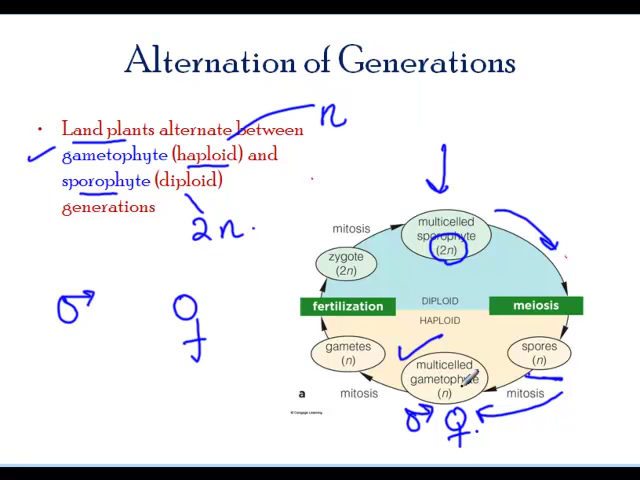 Alternation of Generations
• Land plants alternate between
gametophyte (haploid) and
sporophyte (diploid)
generations
n
2n.
♂ ♀
multicelled
sporophyte
(2n)
mitosis
zygote
(2n)
fertilization
DIPLOID
HAPLOID
meiosis
gametes
(n)
multicelled
gametophyte
(n)
spores
(n)
a
mitosis
mitosis
♂ ♀
© Cengage Learning